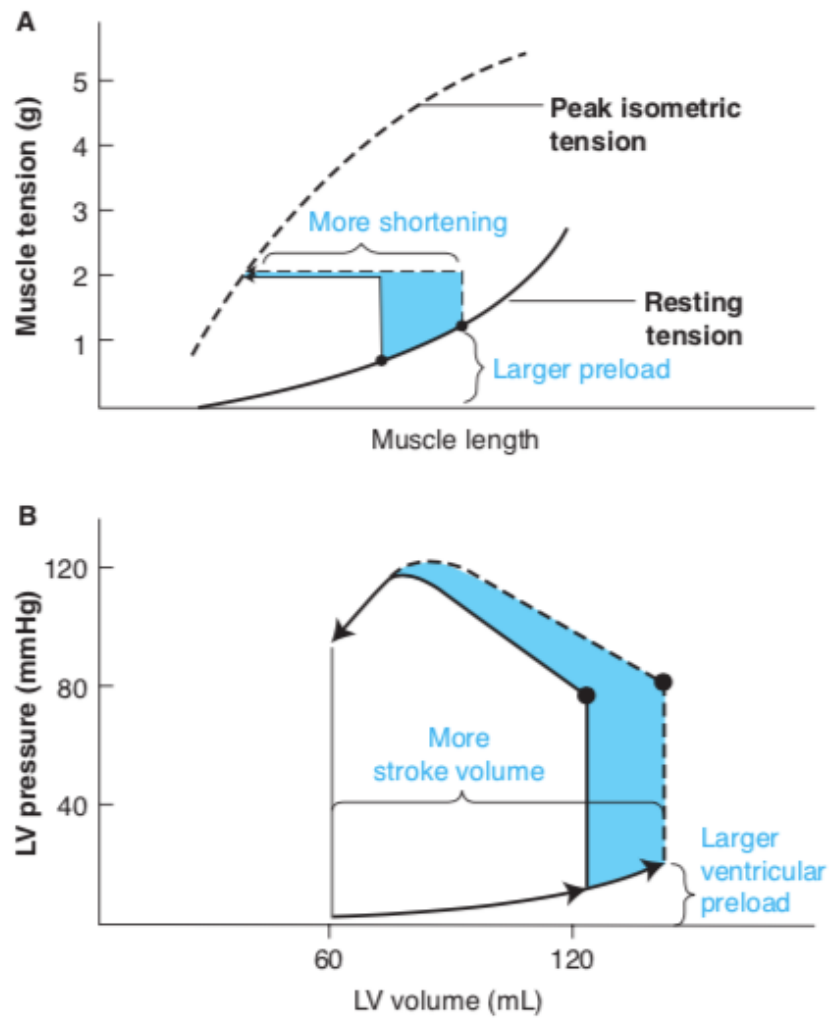 A
Muscle tension (g)
5
4
3
2
1
Peak isometric
tension
More shortening
Resting
tension
Larger preload
Muscle length
B
LV pressure (mmHg)
120
80
40
More
stroke volume
Larger
ventricular
preload
60
120
LV volume (mL)